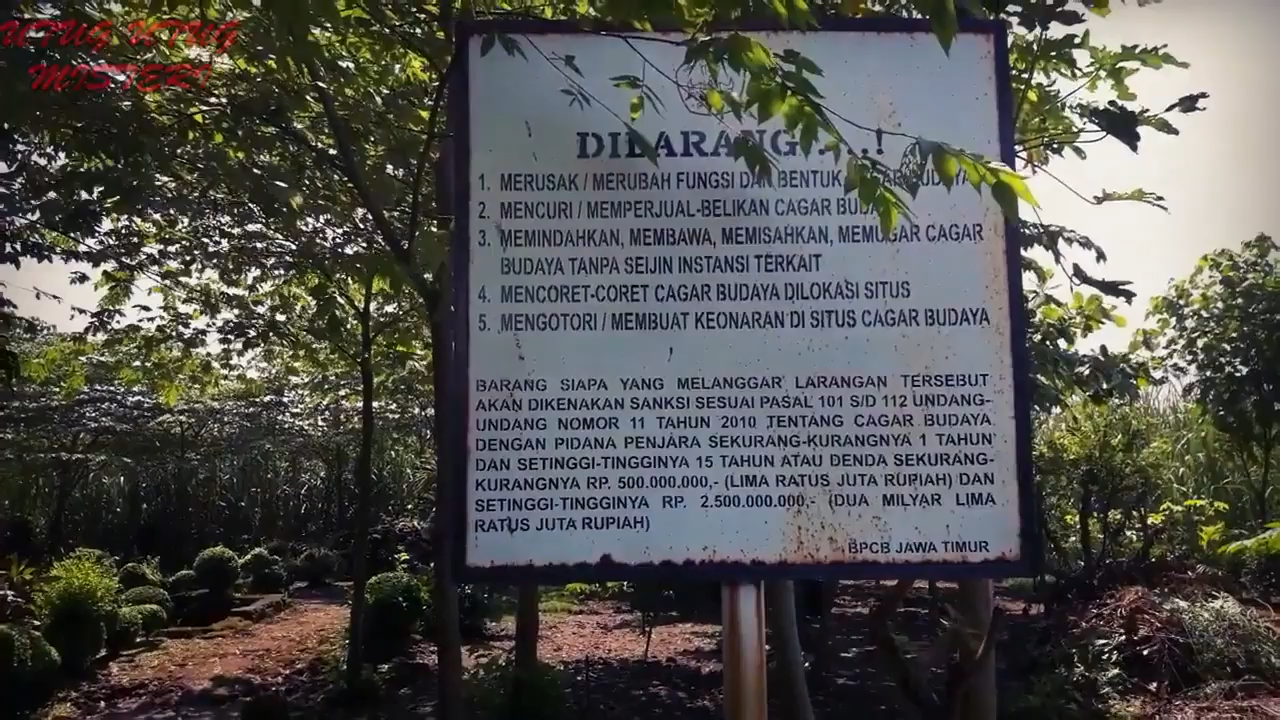 UTUG UTUG
MISTERI
DILARANG....!
1. MERUSAK / MERUBAH FUNGSI DAN BENTUK CAGAR BUDAYA
2. MENCURI / MEMPERJUAL-BELIKAN CAGAR BUDAYA
3. MEMINDAHKAN, MEMBAWA, MEMISAHKAN, MEMUGAR CAGAR
BUDAYA TANPA SEIJIN INSTANSI TERKAIT
4. MENCORET-CORET CAGAR BUDAYA DILOKASI SITUS
5. MENGOTORI / MEMBUAT KEONARAN DI SITUS CAGAR BUDAYA
BARANG SIAPA YANG MELANGGAR LARANGAN TERSEBUT
AKAN DIKENAKAN SANKSI SESUAI PASAL 101 S/D 112 UNDANG-
UNDANG NOMOR 11 TAHUN 2010 TENTANG CAGAR BUDAYA
DENGAN PIDANA PENJARA SEKURANG-KURANGNYA 1 TAHUN
DAN SETINGGI-TINGGINYA 15 TAHUN ATAU DENDA SEKURANG-
KURANGNYA RP. 500.000.000,- (LIMA RATUS JUTA RUPIAH) DAN
SETINGGI-TINGGINYA RP. 2.500.000.000,- (DUA MILYAR LIMA
RATUS JUTA RUPIAH)
BPCB JAWA TIMUR